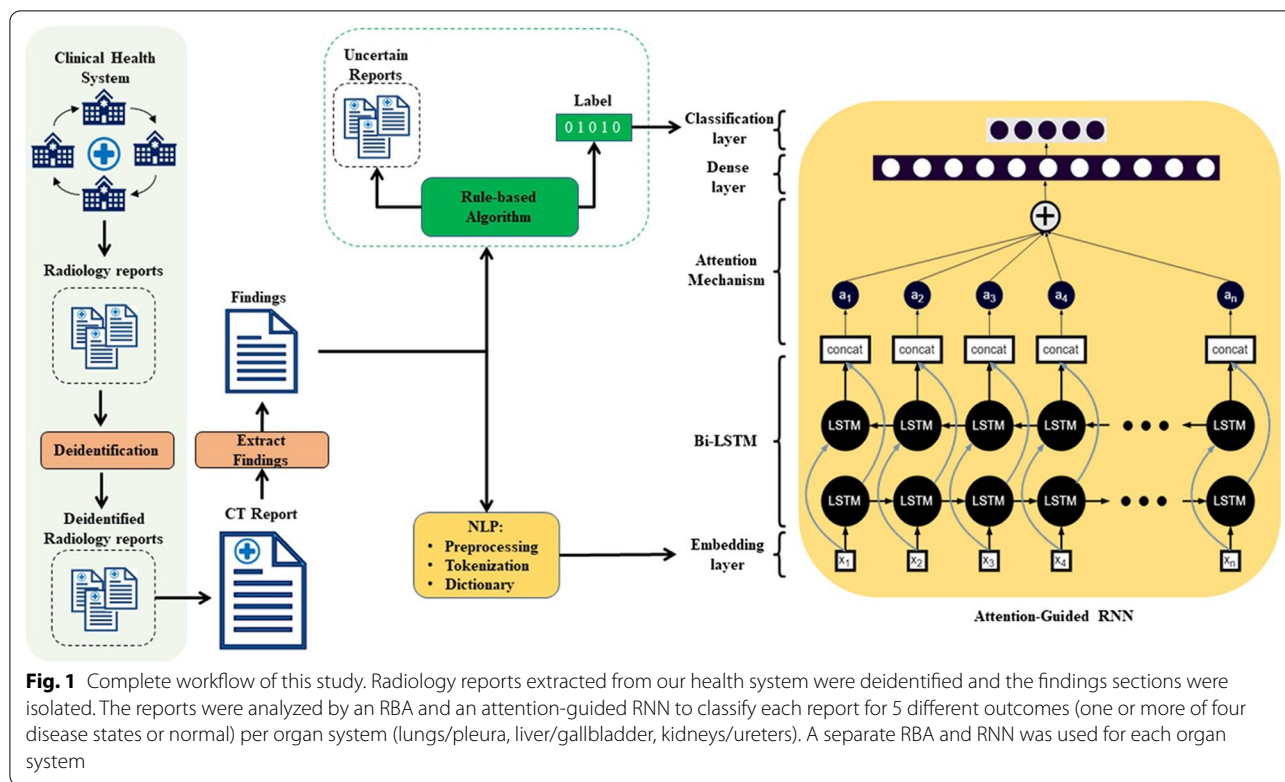 Clinical Health
System
Radiology reports
Deidentification
Deidentified
Radiology reports
CT Report
Extract
Findings
Findings
Uncertain
Reports
Label
0 1 0 1 0
Rule-based
Algorithm
NLP:
• Preprocessing
• Tokenization
• Dictionary
Classification
layer
Dense
layer
Attention
Mechanism
Bi-LSTM
Embedding
layer
+
a1 a2 a3 a4 an
concat concat concat concat concat
LSTM LSTM LSTM LSTM LSTM
LSTM LSTM LSTM LSTM LSTM
x1 x2 x3 x4 xn
Attention-Guided RNN
Fig. 1 Complete workflow of this study. Radiology reports extracted from our health system were deidentified and the findings sections were
isolated. The reports were analyzed by an RBA and an attention-guided RNN to classify each report for 5 different outcomes (one or more of four
disease states or normal) per organ system (lungs/pleura, liver/gallbladder, kidneys/ureters). A separate RBA and RNN was used for each organ
system